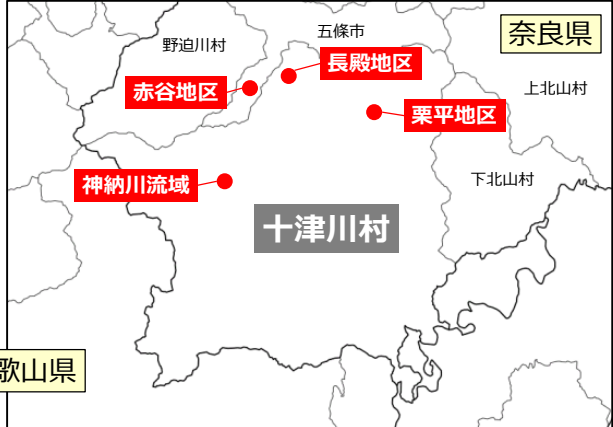 奈良県
五條市
野迫川村
長殿地区
赤谷地区
上北山村
栗平地区
下北山村
神納川流域
十津川村
歌山県